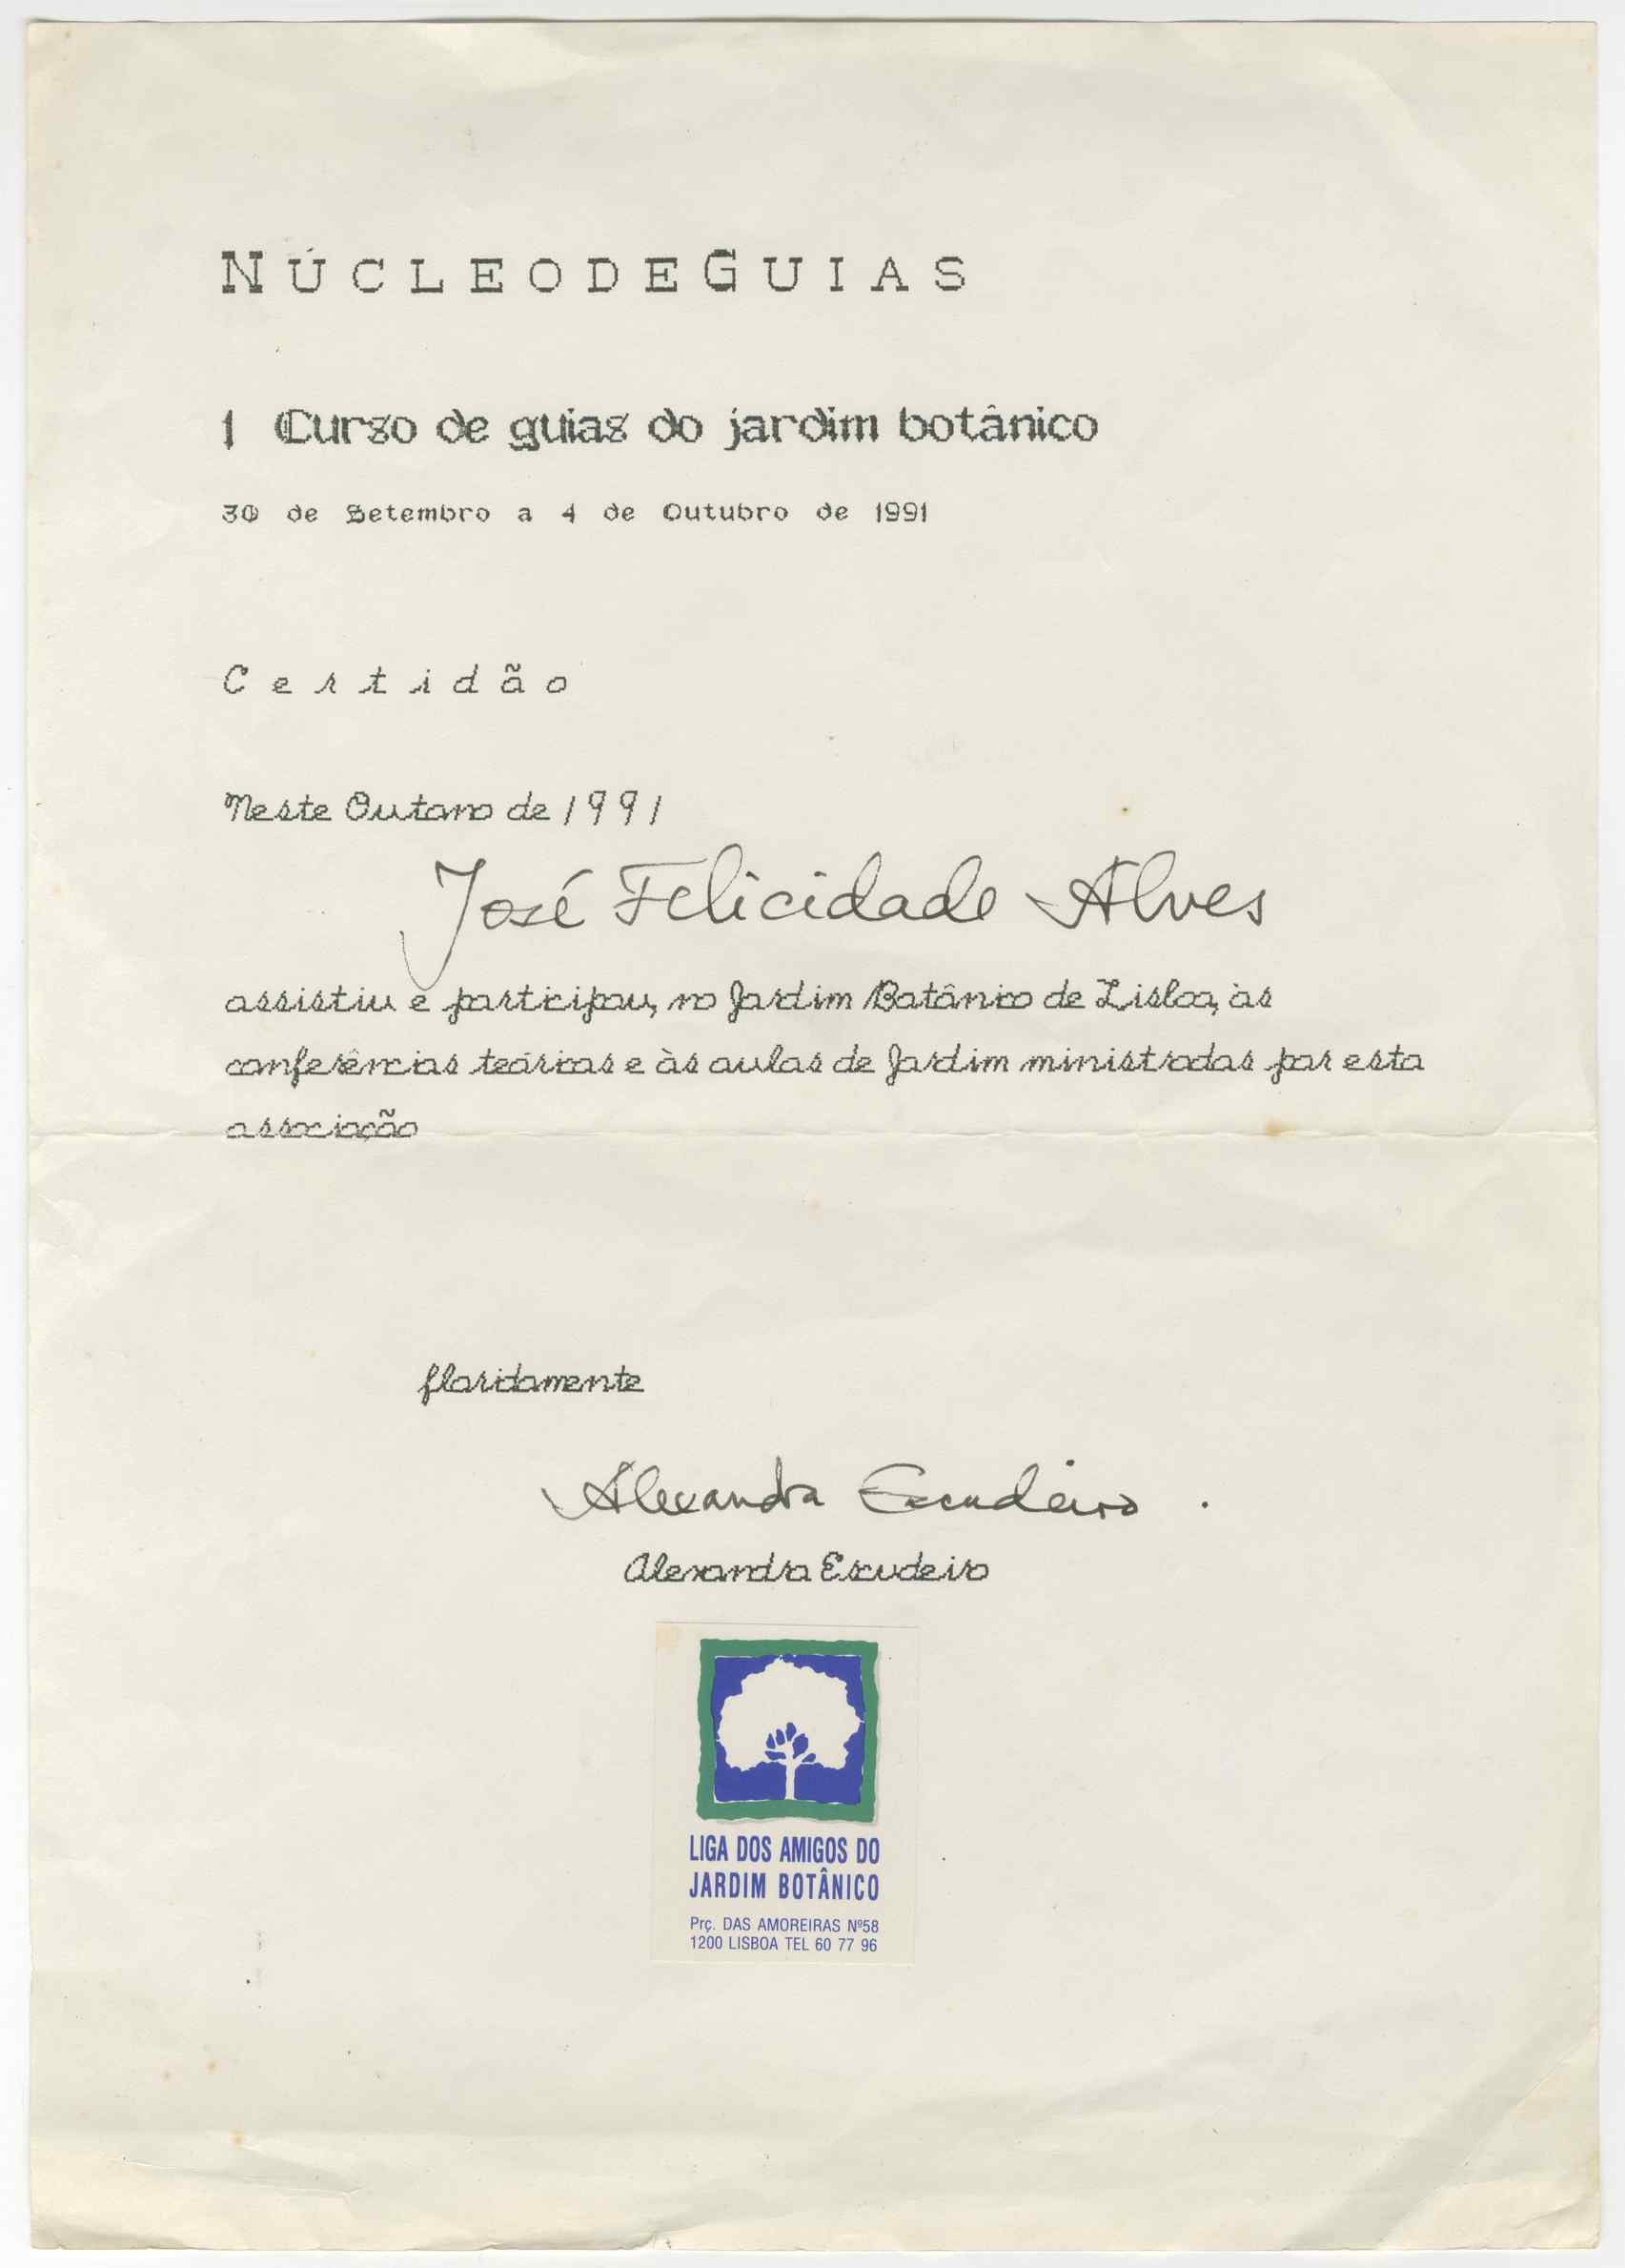 NÚCLEODEGUIAS
1 Curso de guias do jardim botânico
30 de Setembro a 4 de Outubro de 1991
Certidão
Neste Outono de 1991
José Felicidade Alves
assistiu e participou, no Jardim Botânico de Lisboa, às
conferências teóricas e às aulas de Jardim ministradas por esta
associação
floridamente
Alexandra Escudeiro.
Alexandra Escudeiro
LIGA DOS AMIGOS DO
JARDIM BOTÂNICO
Prç. DAS AMOREIRAS Nº58
1200 LISBOA TEL 60 77 96